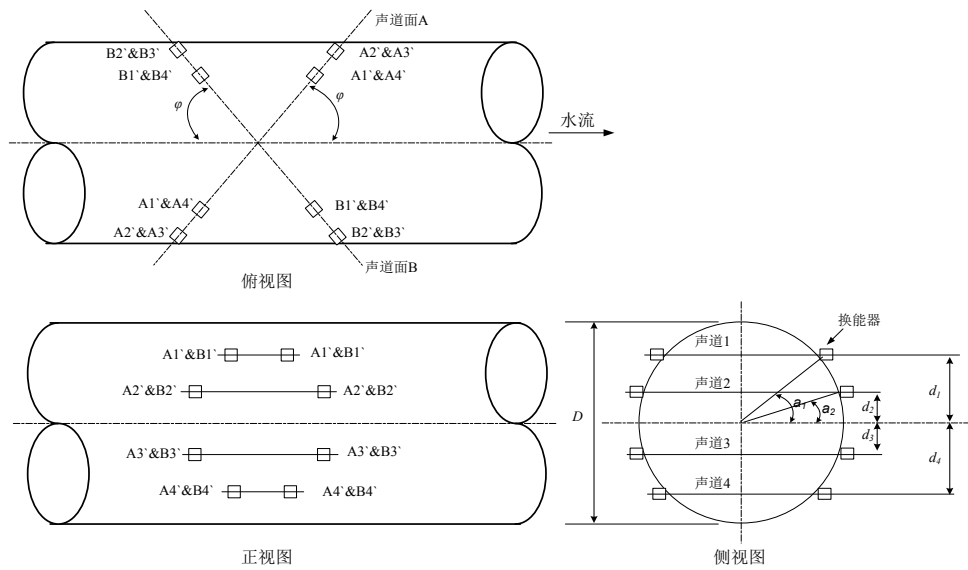 声道面A
B2`&B3`
A2`&A3`
B1`&B4`
A1`&A4`
φ
φ
水流
A1`&A4`
B1`&B4`
A2`&A3`
B2`&B3`
声道面B
俯视图
换能器
A1`&B1`
A1`&B1`
声道1
A2`&B2`
A2`&B2`
声道2
d1
D
a1
a2
d2
d3
A3`&B3`
A3`&B3`
声道3
d4
A4`&B4`
A4`&B4`
声道4
正视图
侧视图